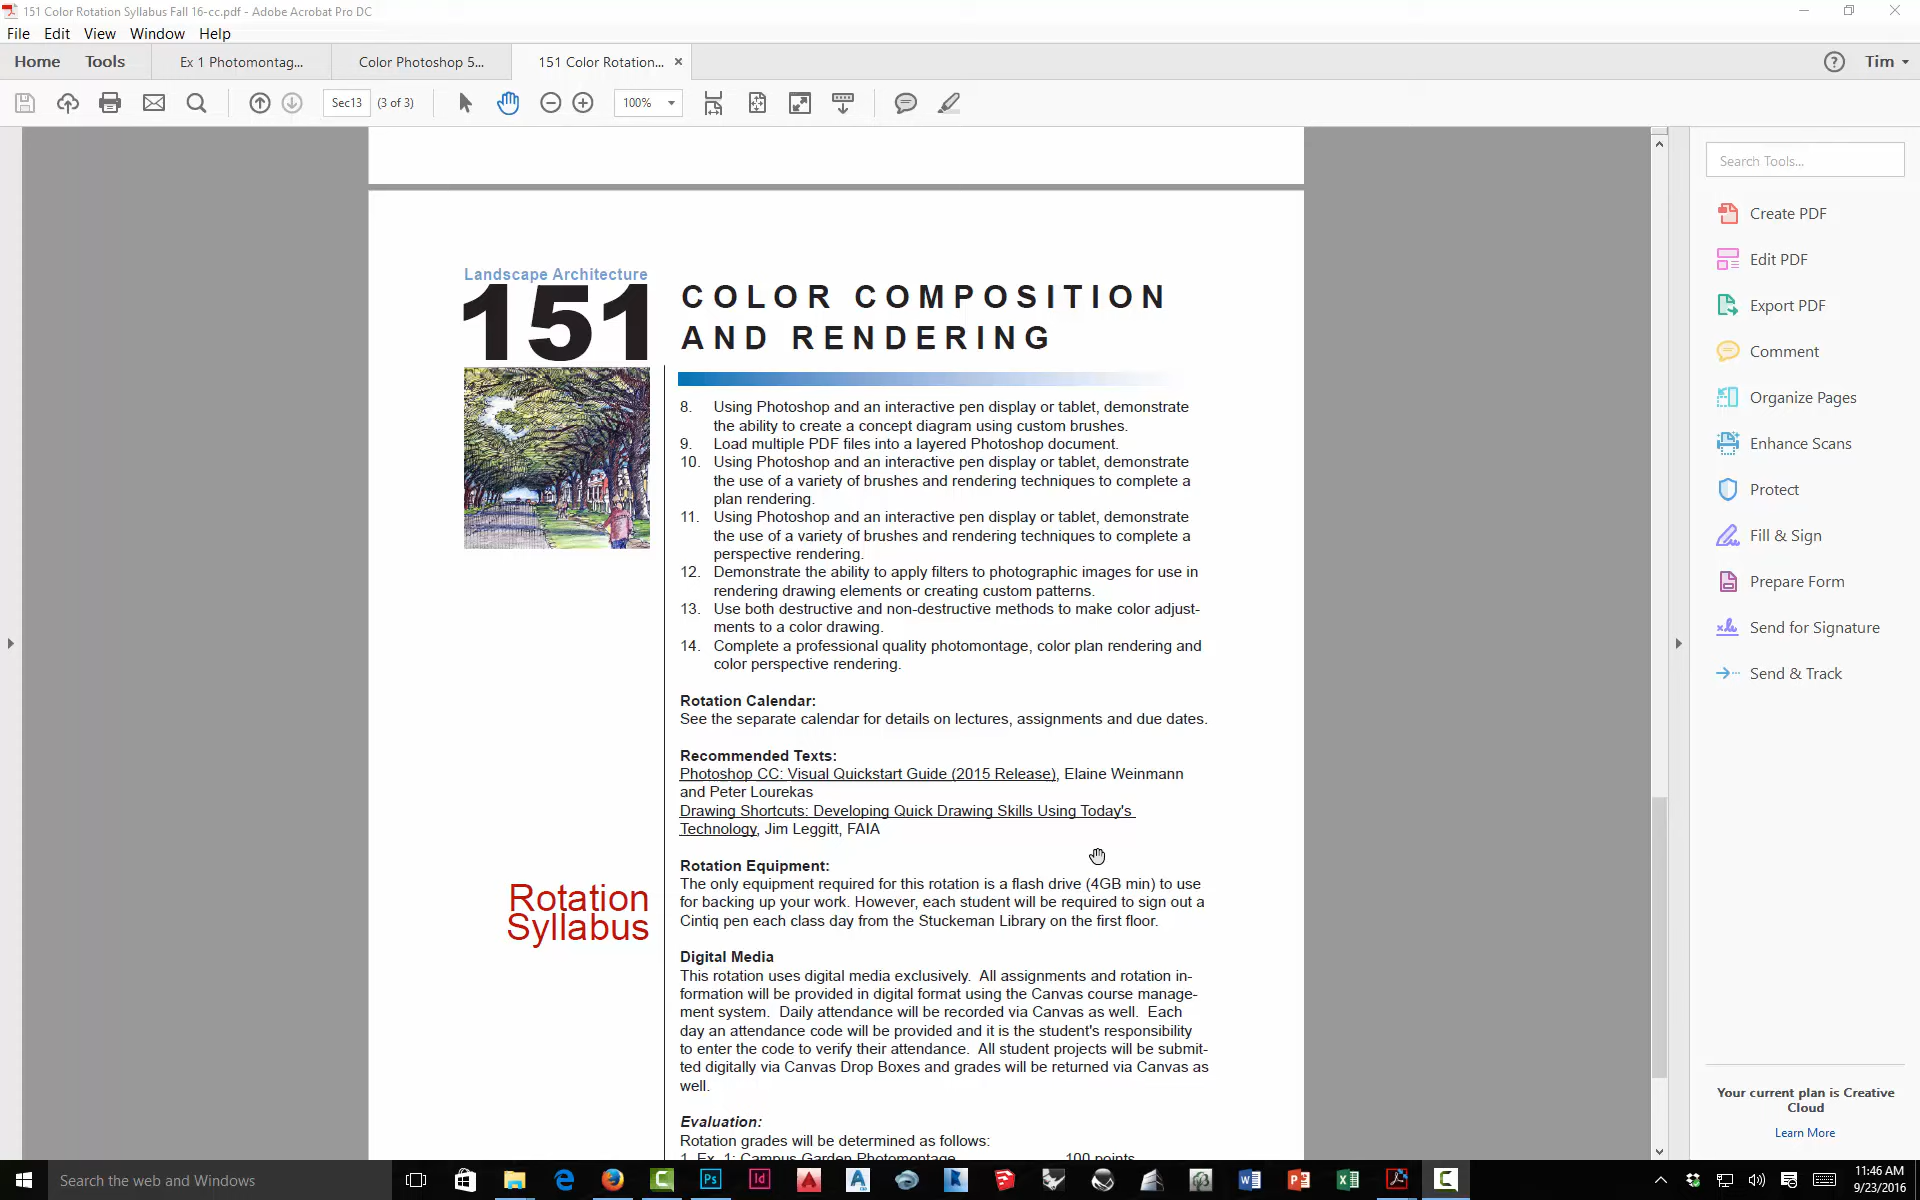 151 Color Rotation Syllabus Fall 16-cc.pdf - Adobe Acrobat Pro DC
File Edit View Window Help
Home Tools Ex 1 Photomontag... Color Photoshop 5... 151 Color Rotation... × ? Tim
Sec13 (3 of 3) 100%
Search Tools...
Create PDF
Edit PDF
Export PDF
Comment
Organize Pages
Enhance Scans
Protect
Fill & Sign
Prepare Form
Send for Signature
Send & Track
Your current plan is Creative
Cloud
Learn More
Landscape Architecture
151
COLOR COMPOSITION
AND RENDERING
8. Using Photoshop and an interactive pen display or tablet, demonstrate
the ability to create a concept diagram using custom brushes.
9. Load multiple PDF files into a layered Photoshop document.
10. Using Photoshop and an interactive pen display or tablet, demonstrate
the use of a variety of brushes and rendering techniques to complete a
plan rendering.
11. Using Photoshop and an interactive pen display or tablet, demonstrate
the use of a variety of brushes and rendering techniques to complete a
perspective rendering.
12. Demonstrate the ability to apply filters to photographic images for use in
rendering drawing elements or creating custom patterns.
13. Use both destructive and non-destructive methods to make color adjust-
ments to a color drawing.
14. Complete a professional quality photomontage, color plan rendering and
color perspective rendering.
Rotation Calendar:
See the separate calendar for details on lectures, assignments and due dates.
Recommended Texts:
Photoshop CC: Visual Quickstart Guide (2015 Release), Elaine Weinmann
and Peter Lourekas
Drawing Shortcuts: Developing Quick Drawing Skills Using Today's
Technology, Jim Leggitt, FAIA
Rotation Equipment:
The only equipment required for this rotation is a flash drive (4GB min) to use
for backing up your work. However, each student will be required to sign out a
Cintiq pen each class day from the Stuckeman Library on the first floor.
Rotation
Syllabus
Digital Media
This rotation uses digital media exclusively. All assignments and rotation in-
formation will be provided in digital format using the Canvas course manage-
ment system. Daily attendance will be recorded via Canvas as well. Each
day an attendance code will be provided and it is the student's responsibility
to enter the code to verify their attendance. All student projects will be submit-
ted digitally via Canvas Drop Boxes and grades will be returned via Canvas as
well.
Evaluation:
Rotation grades will be determined as follows:
1. Ex. 1: Campus Garden Photomontage 100 points
Search the web and Windows
Ps Id
11:46 AM
9/23/2016